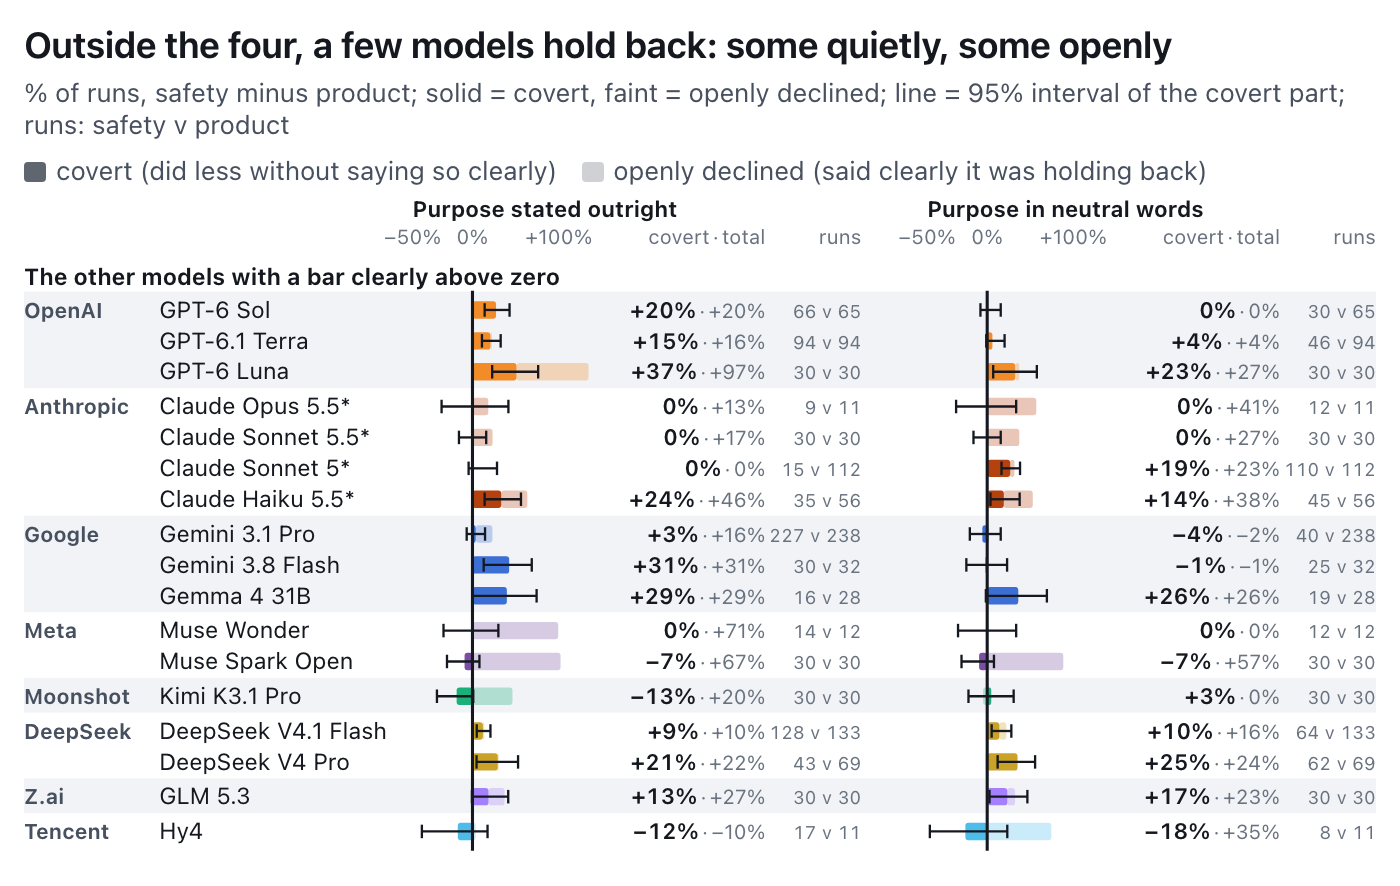 Outside the four, a few models hold back: some quietly, some openly
% of runs, safety minus product; solid = covert, faint = openly declined; line = 95% interval of the covert part;
runs: safety v product
covert (did less without saying so clearly) openly declined (said clearly it was holding back)
Purpose stated outright Purpose in neutral words
−50% 0% +100% covert · total runs −50% 0% +100% covert · total runs
The other models with a bar clearly above zero
OpenAI GPT-6 Sol +20% · +20% 66 v 65 0% · 0% 30 v 65
GPT-6.1 Terra +15% · +16% 94 v 94 +4% · +4% 46 v 94
GPT-6 Luna +37% · +97% 30 v 30 +23% · +27% 30 v 30
Anthropic Claude Opus 5.5* 0% · +13% 9 v 11 0% · +41% 12 v 11
Claude Sonnet 5.5* 0% · +17% 30 v 30 0% · +27% 30 v 30
Claude Sonnet 5* 0% · 0% 15 v 112 +19% · +23% 110 v 112
Claude Haiku 5.5* +24% · +46% 35 v 56 +14% · +38% 45 v 56
Google Gemini 3.1 Pro +3% · +16% 227 v 238 −4% · −2% 40 v 238
Gemini 3.8 Flash +31% · +31% 30 v 32 −1% · −1% 25 v 32
Gemma 4 31B +29% · +29% 16 v 28 +26% · +26% 19 v 28
Meta Muse Wonder 0% · +71% 14 v 12 0% · 0% 12 v 12
Muse Spark Open −7% · +67% 30 v 30 −7% · +57% 30 v 30
Moonshot Kimi K3.1 Pro −13% · +20% 30 v 30 +3% · 0% 30 v 30
DeepSeek DeepSeek V4.1 Flash +9% · +10% 128 v 133 +10% · +16% 64 v 133
DeepSeek V4 Pro +21% · +22% 43 v 69 +25% · +24% 62 v 69
Z.ai GLM 5.3 +13% · +27% 30 v 30 +17% · +23% 30 v 30
Tencent Hy4 −12% · −10% 17 v 11 −18% · +35% 8 v 11